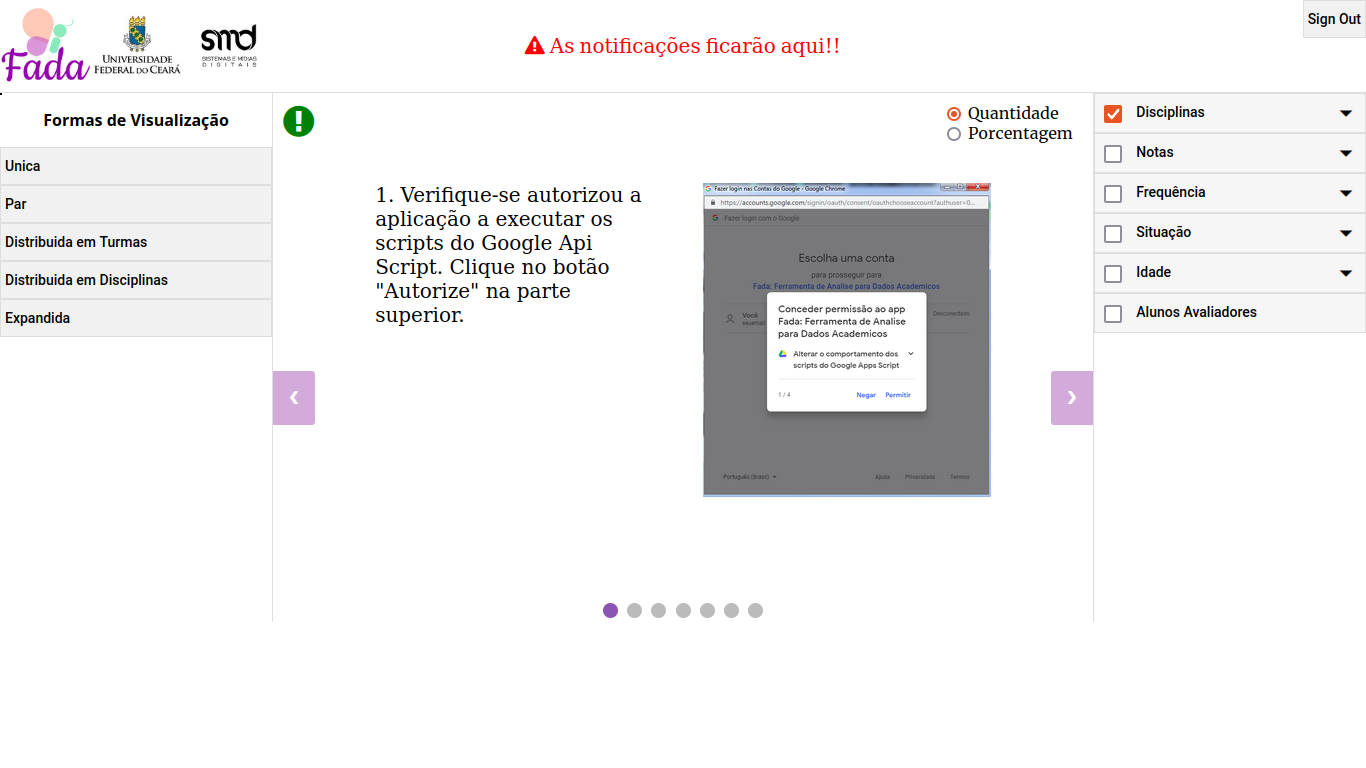 Fada
UNIVERSIDADE
FEDERAL DO CEARÁ
smd
SISTEMAS E MÍDIAS
DIGITAIS
As notificações ficarão aqui!!
Sign Out
Formas de Visualização
Unica
Par
Distribuida em Turmas
Distribuida em Disciplinas
Expandida
Quantidade
Porcentagem
1. Verifique-se autorizou a
aplicação a executar os
scripts do Google Api
Script. Clique no botão
"Autorize" na parte
superior.
Fazer login nas Contas do Google - Google Chrome
https://accounts.google.com/signin/oauth/consent/oauthchooseaccount?authuser=0...
Fazer login com o Google
Escolha uma conta
para prosseguir para
Fada: Ferramenta de Analise para Dados Academicos
Você
Desconectado
Conceder permissão ao app
Fada: Ferramenta de Analise
para Dados Academicos
Alterar o comportamento dos
scripts do Google Apps Script
1 / 4
Negar
Permitir
Português (Brasil)
Ajuda
Privacidade
Termos
‹
›
Disciplinas
Notas
Frequência
Situação
Idade
Alunos Avaliadores